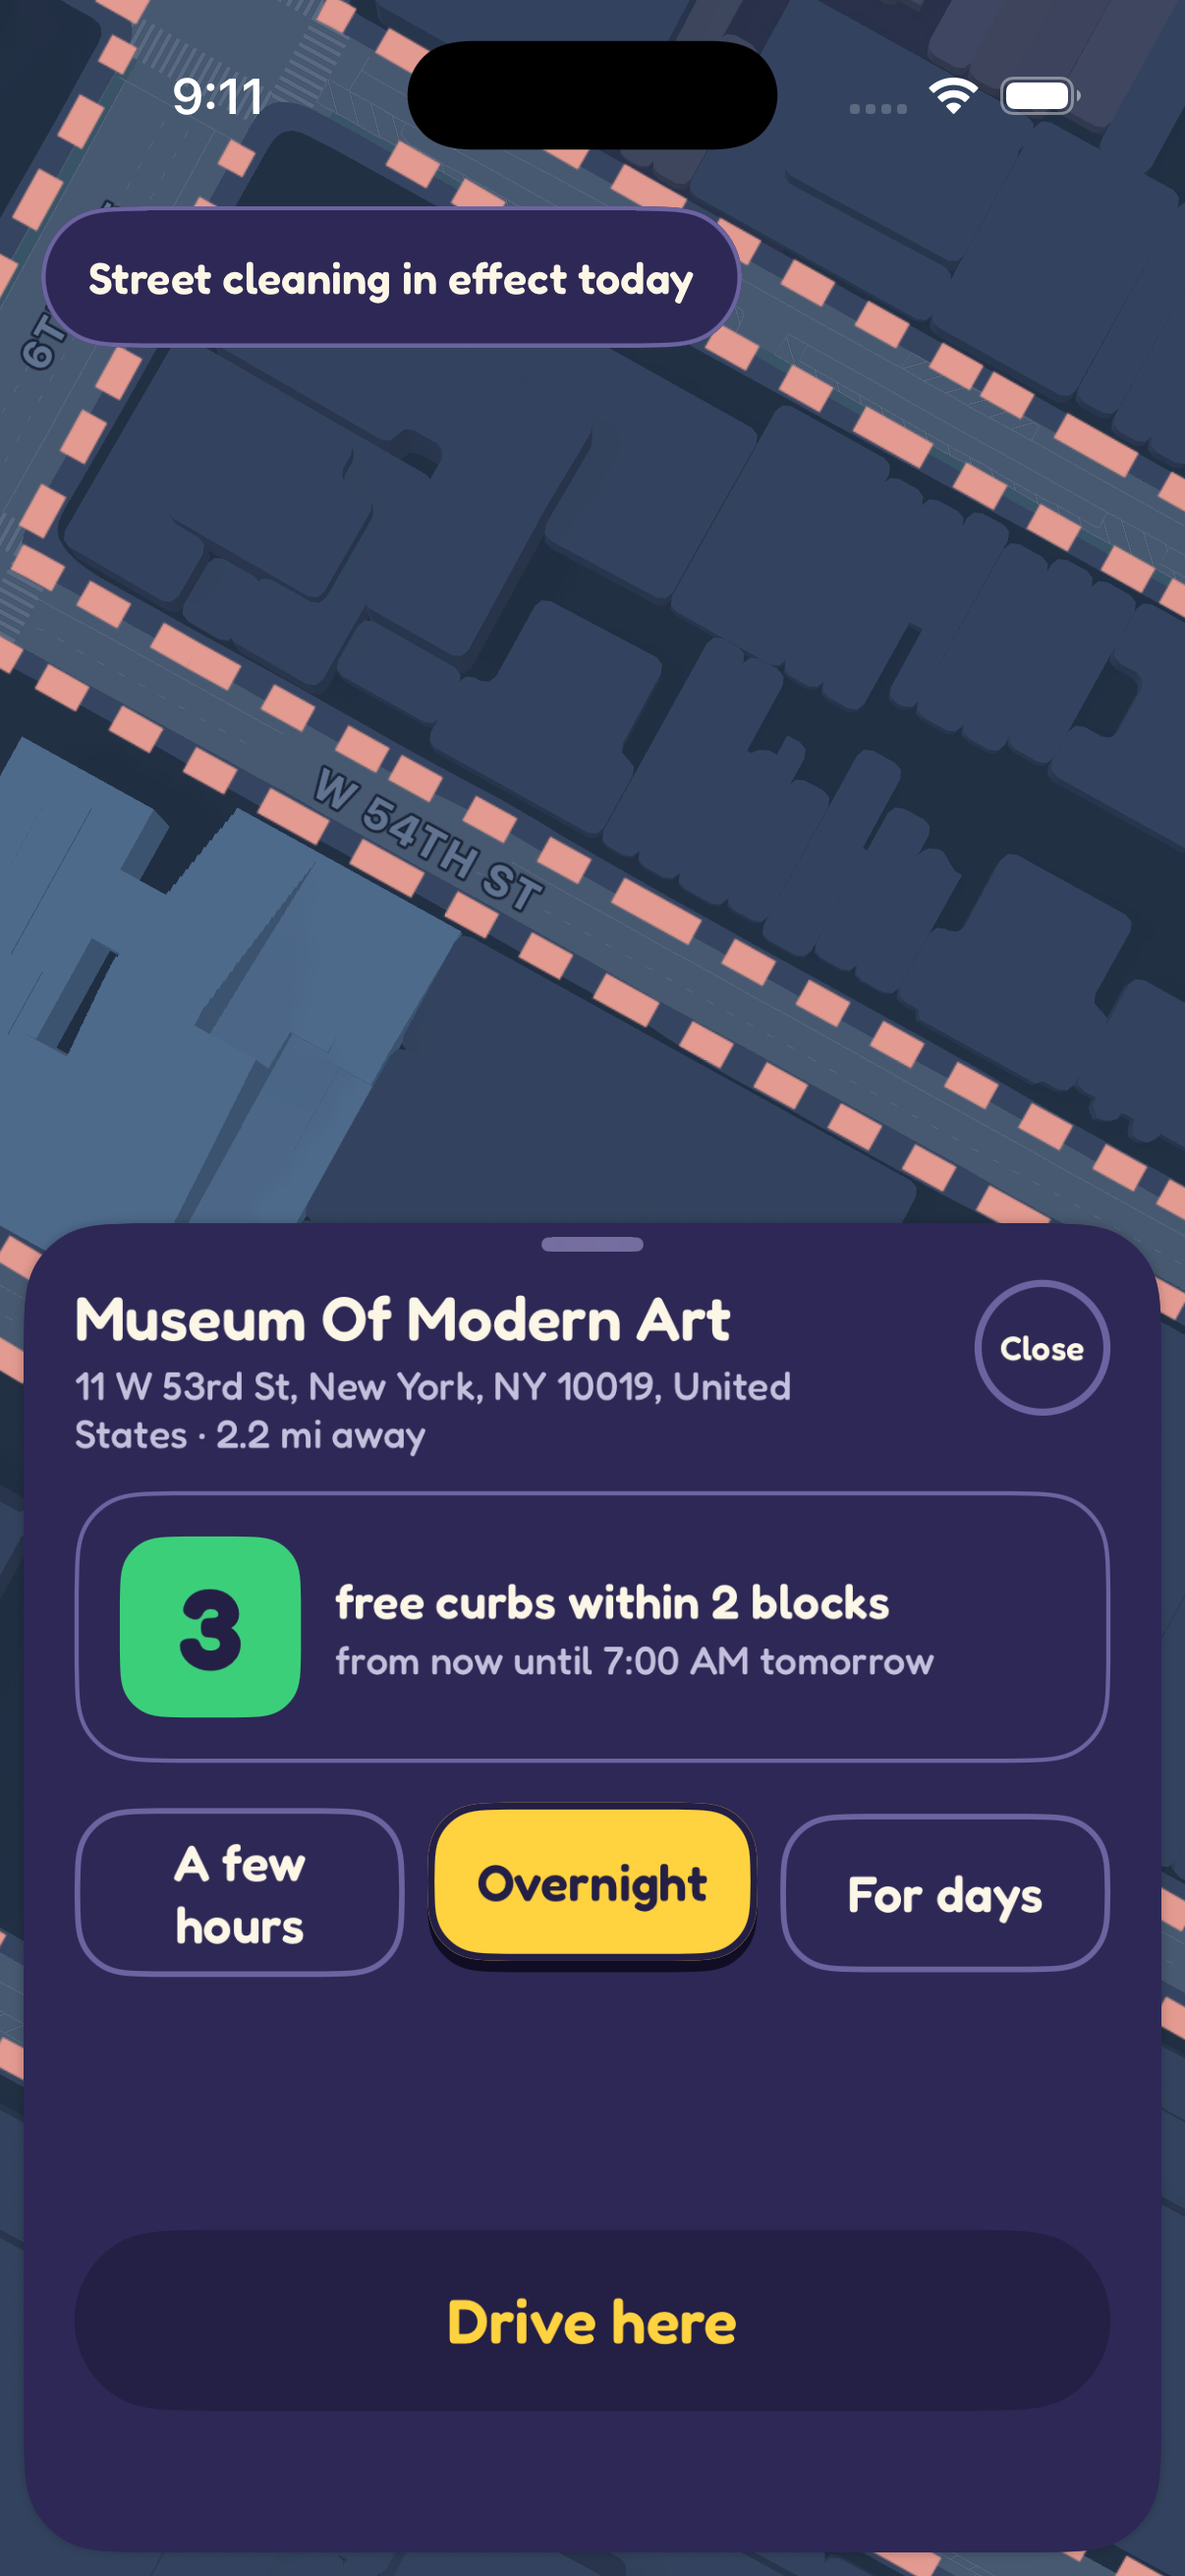 9:11
Street cleaning in effect today
6T
W 54TH ST
Museum Of Modern Art
Close
11 W 53rd St, New York, NY 10019, United
States · 2.2 mi away
3
free curbs within 2 blocks
from now until 7:00 AM tomorrow
A few
hours
Overnight
For days
Drive here